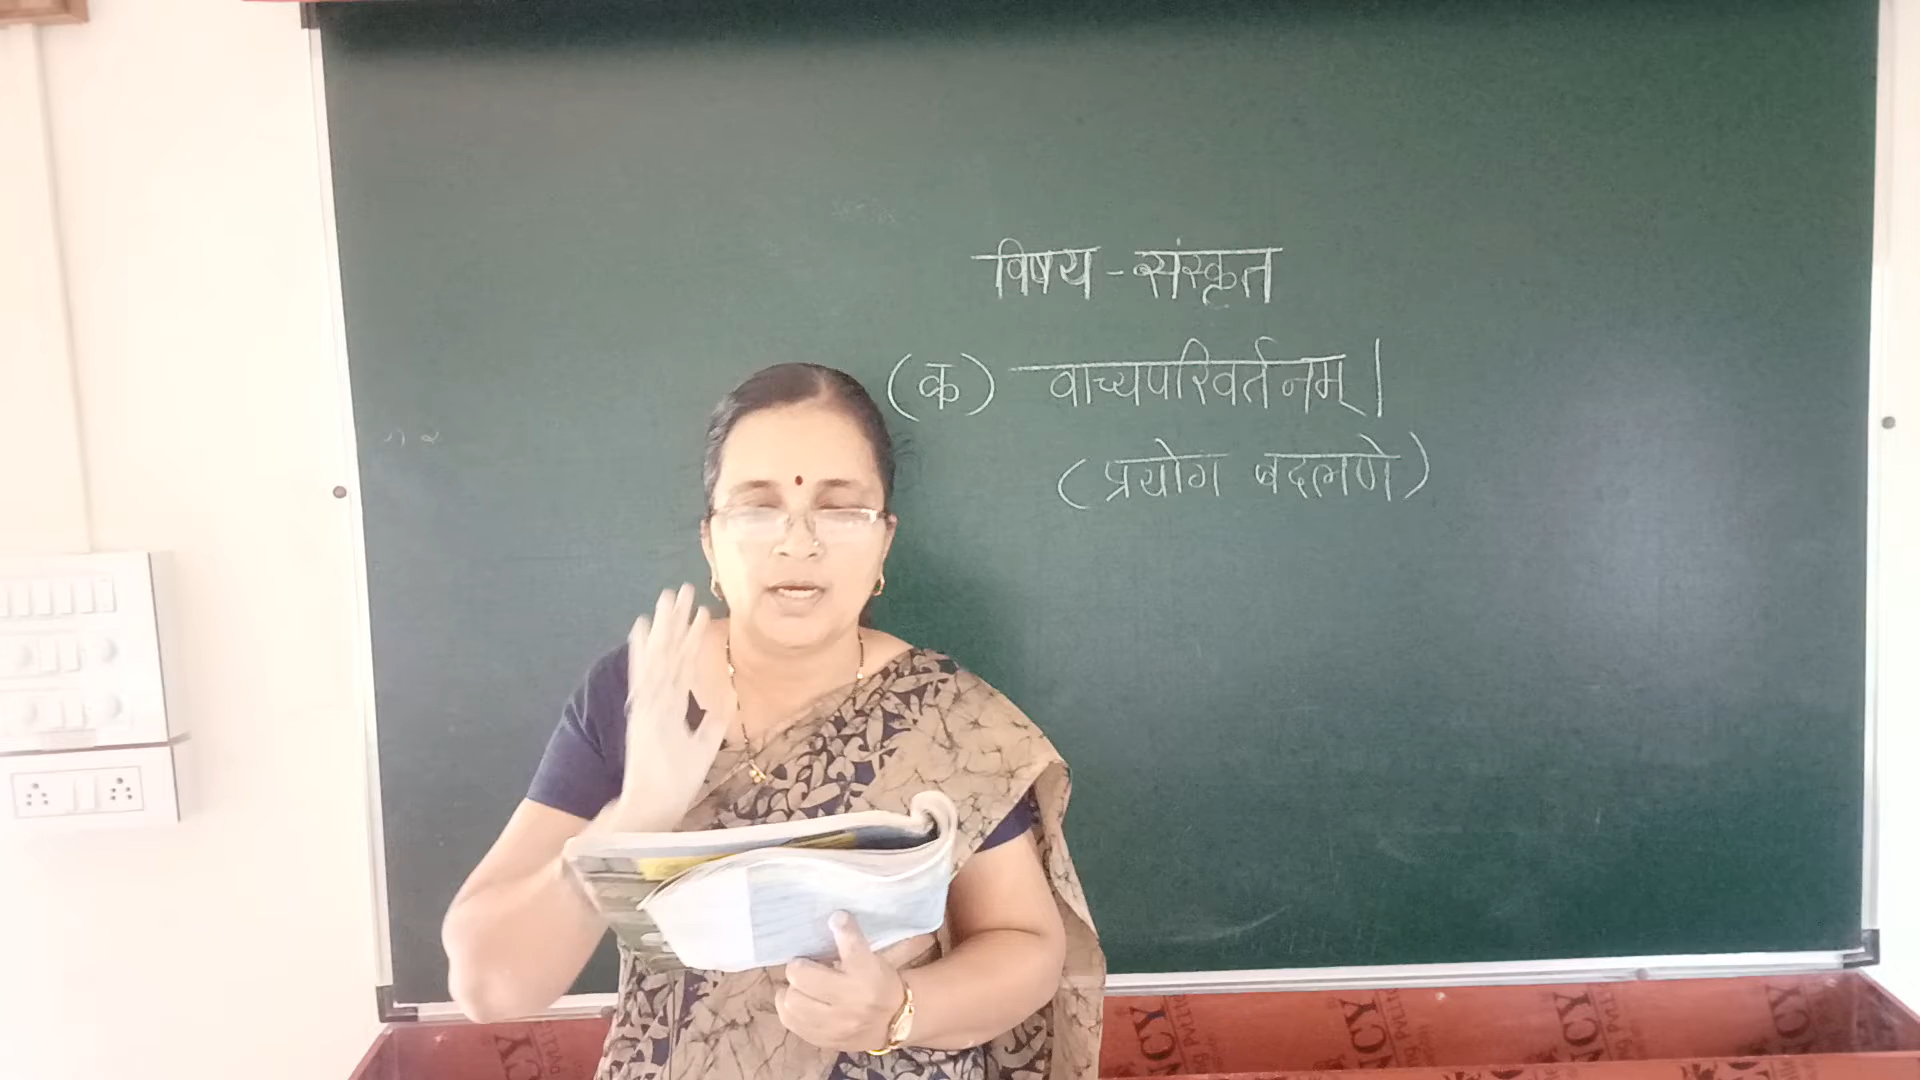 विषय - संस्कृत
(क) वाच्यपरिवर्तनम् |
(प्रयोग बदलणे)